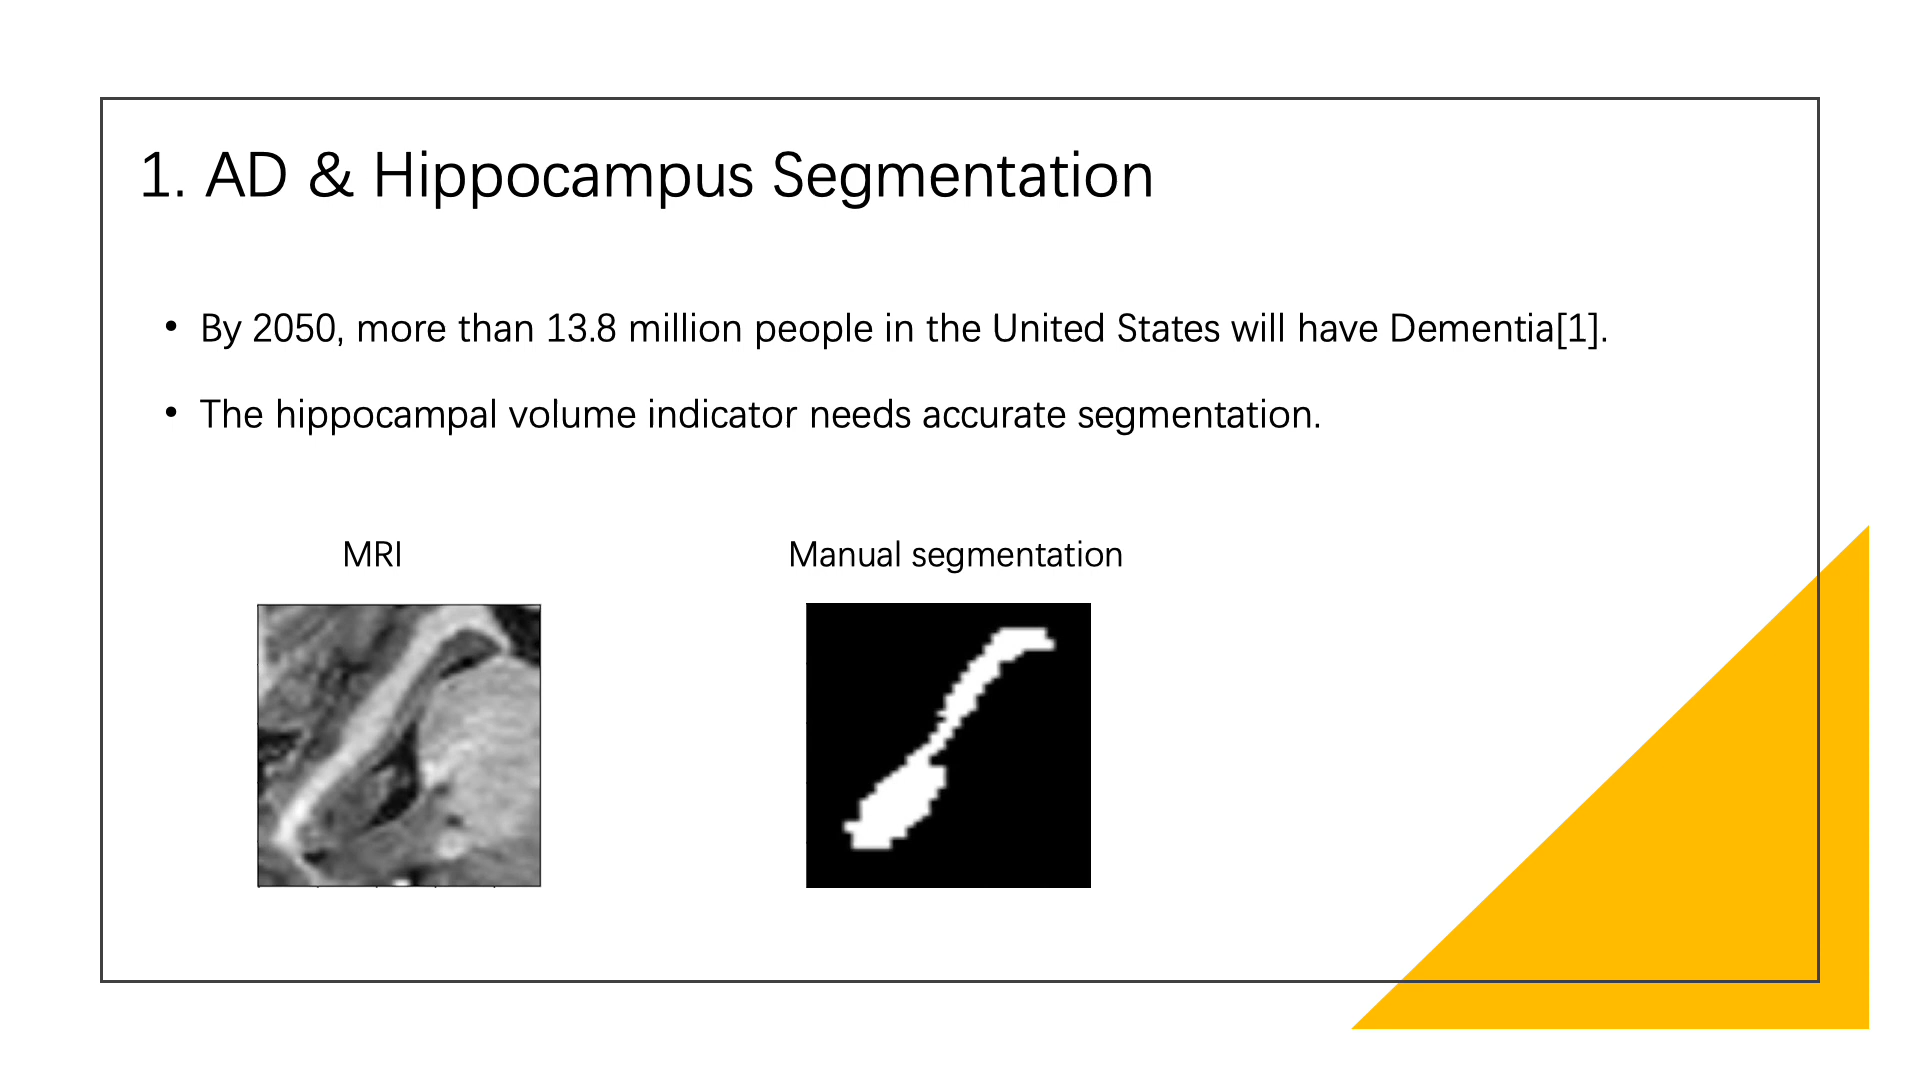 1. AD & Hippocampus Segmentation
• By 2050, more than 13.8 million people in the United States will have Dementia[1].
• The hippocampal volume indicator needs accurate segmentation.
MRI
Manual segmentation